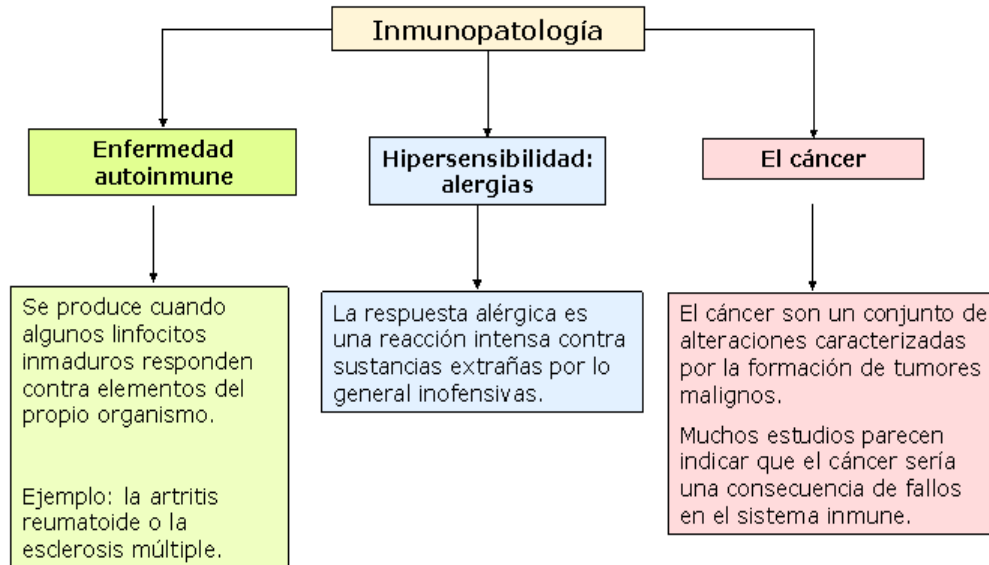 Inmunopatología
Enfermedad
autoinmune
Hipersensibilidad:
alergias
El cáncer
Se produce cuando
algunos linfocitos
inmaduros responden
contra elementos del
propio organismo.
Ejemplo: la artritis
reumatoide o la
esclerosis múltiple.
La respuesta alérgica es
una reacción intensa contra
sustancias extrañas por lo
general inofensivas.
El cáncer son un conjunto de
alteraciones caracterizadas
por la formación de tumores
malignos.
Muchos estudios parecen
indicar que el cáncer sería
una consecuencia de fallos
en el sistema inmune.